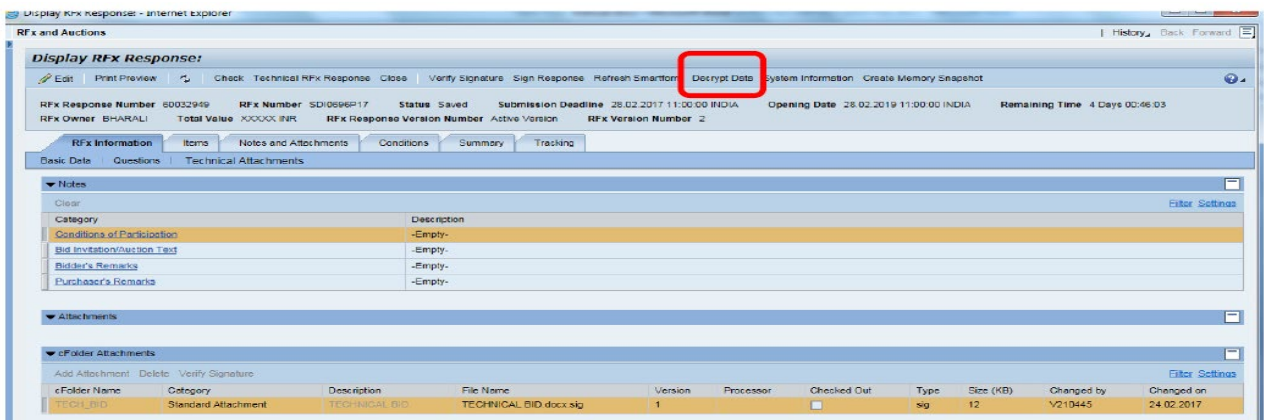 Display RFx Response: - Internet Explorer
RFx and Auctions
History Back Forward
Display RFx Response:
Edit Print Preview Check Technical RFx Response Close Verify Signature Sign Response Refresh Smartform Decrypt Data System Information Create Memory Snapshot
RFx Response Number 60032949 RFx Number SDI0696P17 Status Saved Submission Deadline 28.02.2017 11:00:00 INDIA Opening Date 28.02.2019 11:00:00 INDIA Remaining Time 4 Days 00:46:03
RFx Owner BHARALI Total Value XXXXX INR RFx Response Version Number Active Version RFx Version Number 2
RFx Information Items Notes and Attachments Conditions Summary Tracking
Basic Data Questions Technical Attachments
Notes
Clear Filter Settings
Category Description
Conditions of Participation -Empty-
Bid Invitation/Auction Text -Empty-
Bidder's Remarks -Empty-
Purchaser's Remarks -Empty-
Attachments
cFolder Attachments
Add Attachment Delete Verify Signature Filter Settings
cFolder Name Category Description File Name Version Processor Checked Out Type Size (KB) Changed by Changed on
TECH_BID Standard Attachment TECHNICAL BID. TECHNICAL BID.docx.sig 1 sig 12 V210445 24.02.2017